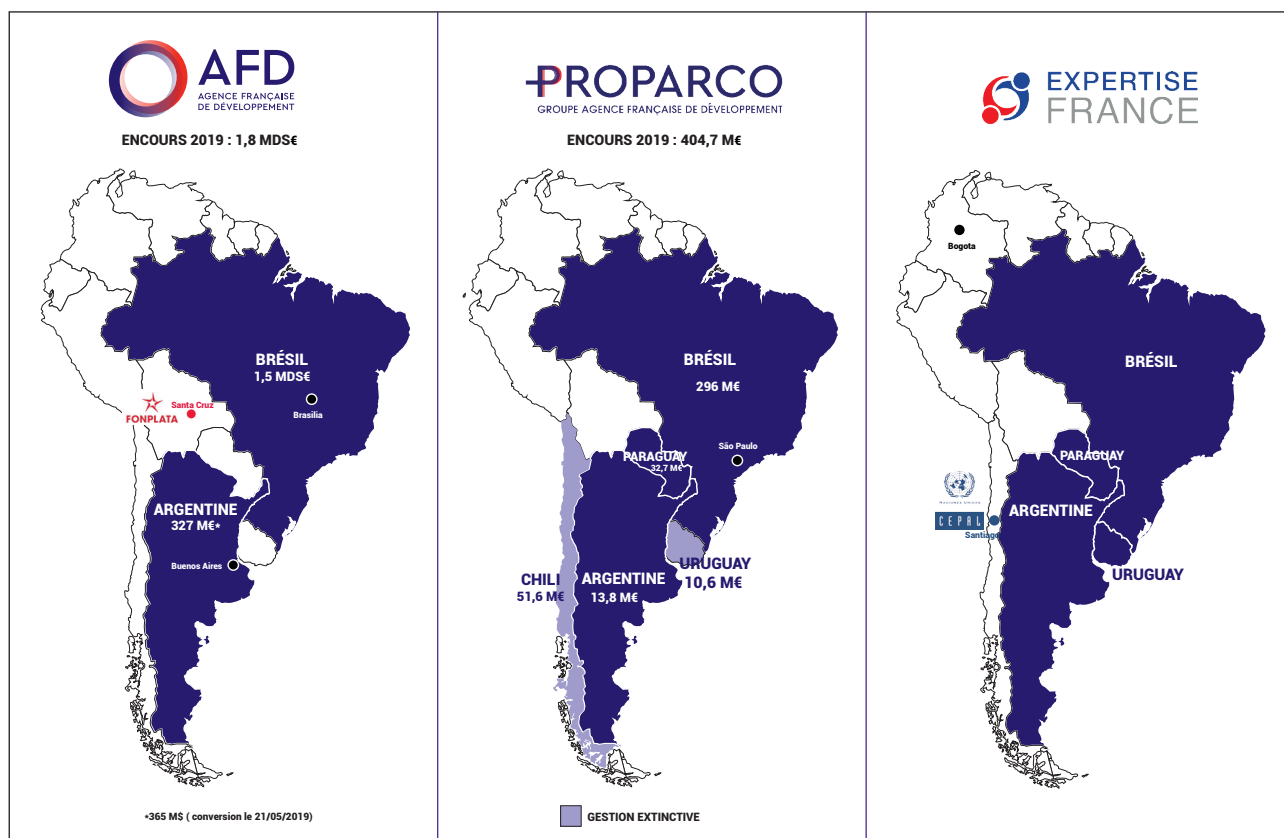 AFD
AGENCE FRANÇAISE
DE DÉVELOPPEMENT
ENCOURS 2019 : 1,8 MDS€
BRÉSIL
1,5 MDS€
Brasilia
Santa Cruz
FONPLATA
ARGENTINE
327 M€*
Buenos Aires
*365 M$ ( conversion le 21/05/2019)
PROPARCO
GROUPE AGENCE FRANÇAISE DE DÉVELOPPEMENT
ENCOURS 2019 : 404,7 M€
BRÉSIL
296 M€
São Paulo
PARAGUAY
32,7 M€
URUGUAY
10,6 M€
CHILI
51,6 M€
ARGENTINE
13,8 M€
GESTION EXTINCTIVE
EXPERTISE
FRANCE
Bogota
BRÉSIL
PARAGUAY
NACIONES UNIDAS
CEPAL
Santiago
ARGENTINE
URUGUAY